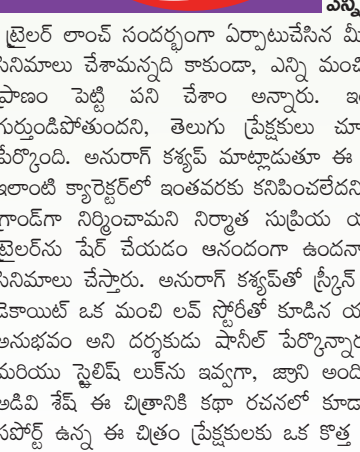 ట్రైలర్ లాంచ్ సందర్భంగా ఏర్పాటుచేసిన మీ
సినిమాలు చేశామన్నది కాకుండా, ఎన్ని మంచి
ప్రాణం పెట్టి పని చేశాం అన్నారు. ఇ
గుర్తుండిపోతుందని, తెలుగు ప్రేక్షకులు చూ
పేర్కొంది. అనురాగ్ కశ్యప్ మాట్లాడుతూ ఈ
ఇలాంటి క్యారెక్టర్‌లో ఇంతవరకు కనిపించలేదని
గ్రాండ్‌గా నిర్మించామని నిర్మాత సుప్రియ య
ట్రైలర్‌ను షేర్ చేయడం ఆనందంగా ఉందనా
సినిమాలు చేస్తారు. అనురాగ్ కశ్యప్‌తో స్క్రీన్
డెకాయిట్ ఒక మంచి లవ్ స్టోరీతో కూడిన య
అనుభవం అని దర్శకుడు షానీల్ పేర్కొన్నార
మరియు స్టైలిష్ లుక్‌ను ఇవ్వగా, జ్ఞాని అంది
అడివి శేష్ ఈ చిత్రానికి కథా రచనలో కూడ
సపోర్ట్ ఉన్న ఈ చిత్రం ప్రేక్షకులకు ఒక కొత్త